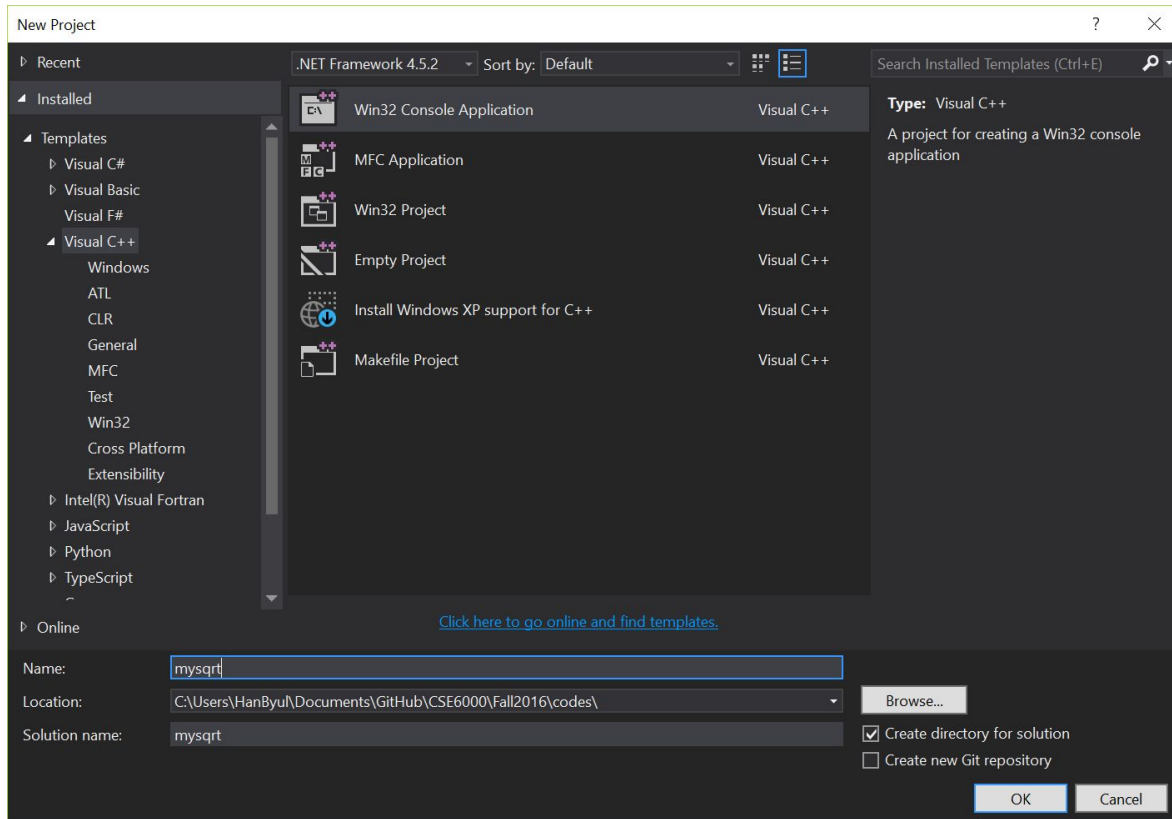 New Project
?
Recent
.NET Framework 4.5.2
Sort by: Default
Search Installed Templates (Ctrl+E)
Installed
Templates
Visual C#
Visual Basic
Visual F#
Visual C++
Windows
ATL
CLR
General
MFC
Test
Win32
Cross Platform
Extensibility
Intel(R) Visual Fortran
JavaScript
Python
TypeScript
Online
Win32 Console Application Visual C++
MFC Application Visual C++
Win32 Project Visual C++
Empty Project Visual C++
Install Windows XP support for C++ Visual C++
Makefile Project Visual C++
Click here to go online and find templates.
Type: Visual C++
A project for creating a Win32 console
application
Name: mysqrt
Location: C:\Users\HanByul\Documents\GitHub\CSE6000\Fall2016\codes\
Browse...
Solution name: mysqrt
Create directory for solution
Create new Git repository
OK
Cancel